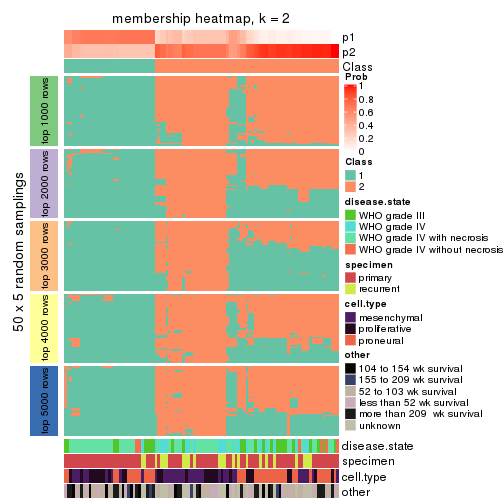 membership heatmap, k = 2
p1
p2
Class
50 x 5 random samplings
top 1000 rows
top 2000 rows
top 3000 rows
top 4000 rows
top 5000 rows
disease.state
specimen
cell.type
other
Prob
1
0.8
0.6
0.4
0.2
0
Class
1
2
disease.state
WHO grade III
WHO grade IV
WHO grade IV with necrosis
WHO grade IV without necrosis
specimen
primary
recurrent
cell.type
mesenchymal
proliferative
proneural
other
104 to 154 wk survival
155 to 209 wk survival
52 to 103 wk survival
less than 52 wk survival
more than 209  wk survival
unknown